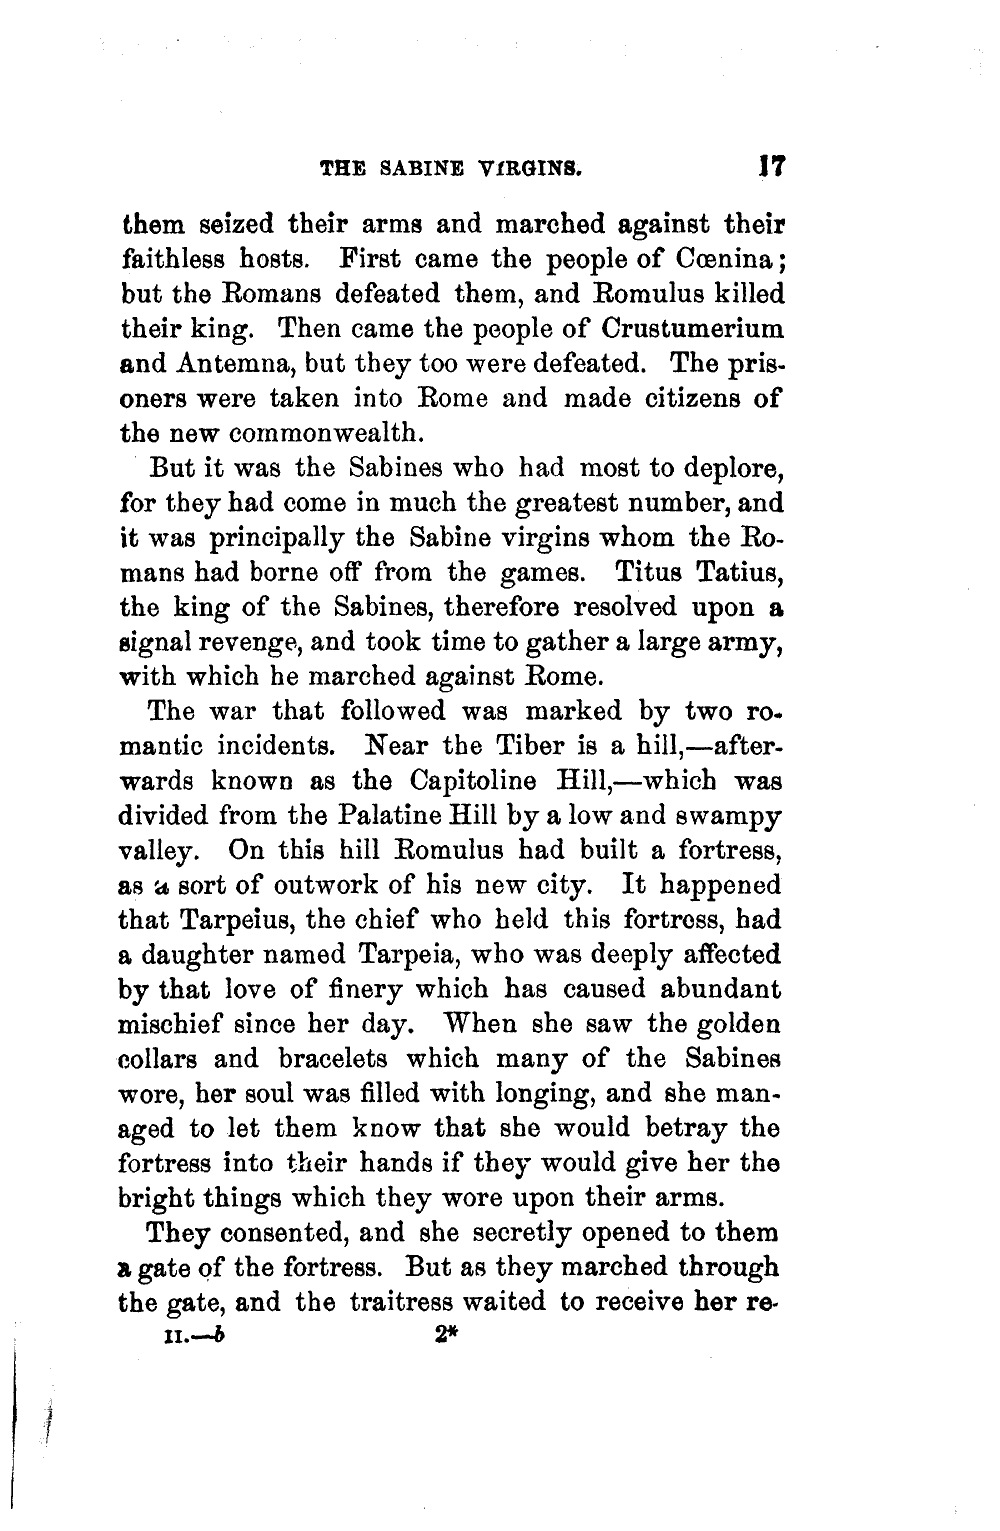 THE SABINE VIRGINS. 17
them seized their arms and marched against their
faithless hosts. First came the people of Cœnina;
but the Romans defeated them, and Romulus killed
their king. Then came the people of Crustumerium
and Antemna, but they too were defeated. The pris-
oners were taken into Rome and made citizens of
the new commonwealth.
But it was the Sabines who had most to deplore,
for they had come in much the greatest number, and
it was principally the Sabine virgins whom the Ro-
mans had borne off from the games. Titus Tatius,
the king of the Sabines, therefore resolved upon a
signal revenge, and took time to gather a large army,
with which he marched against Rome.
The war that followed was marked by two ro-
mantic incidents. Near the Tiber is a hill,—after-
wards known as the Capitoline Hill,—which was
divided from the Palatine Hill by a low and swampy
valley. On this hill Romulus had built a fortress,
as a sort of outwork of his new city. It happened
that Tarpeius, the chief who held this fortress, had
a daughter named Tarpeia, who was deeply affected
by that love of finery which has caused abundant
mischief since her day. When she saw the golden
collars and bracelets which many of the Sabines
wore, her soul was filled with longing, and she man-
aged to let them know that she would betray the
fortress into their hands if they would give her the
bright things which they wore upon their arms.
They consented, and she secretly opened to them
a gate of the fortress. But as they marched through
the gate, and the traitress waited to receive her re-
II.—b 2*